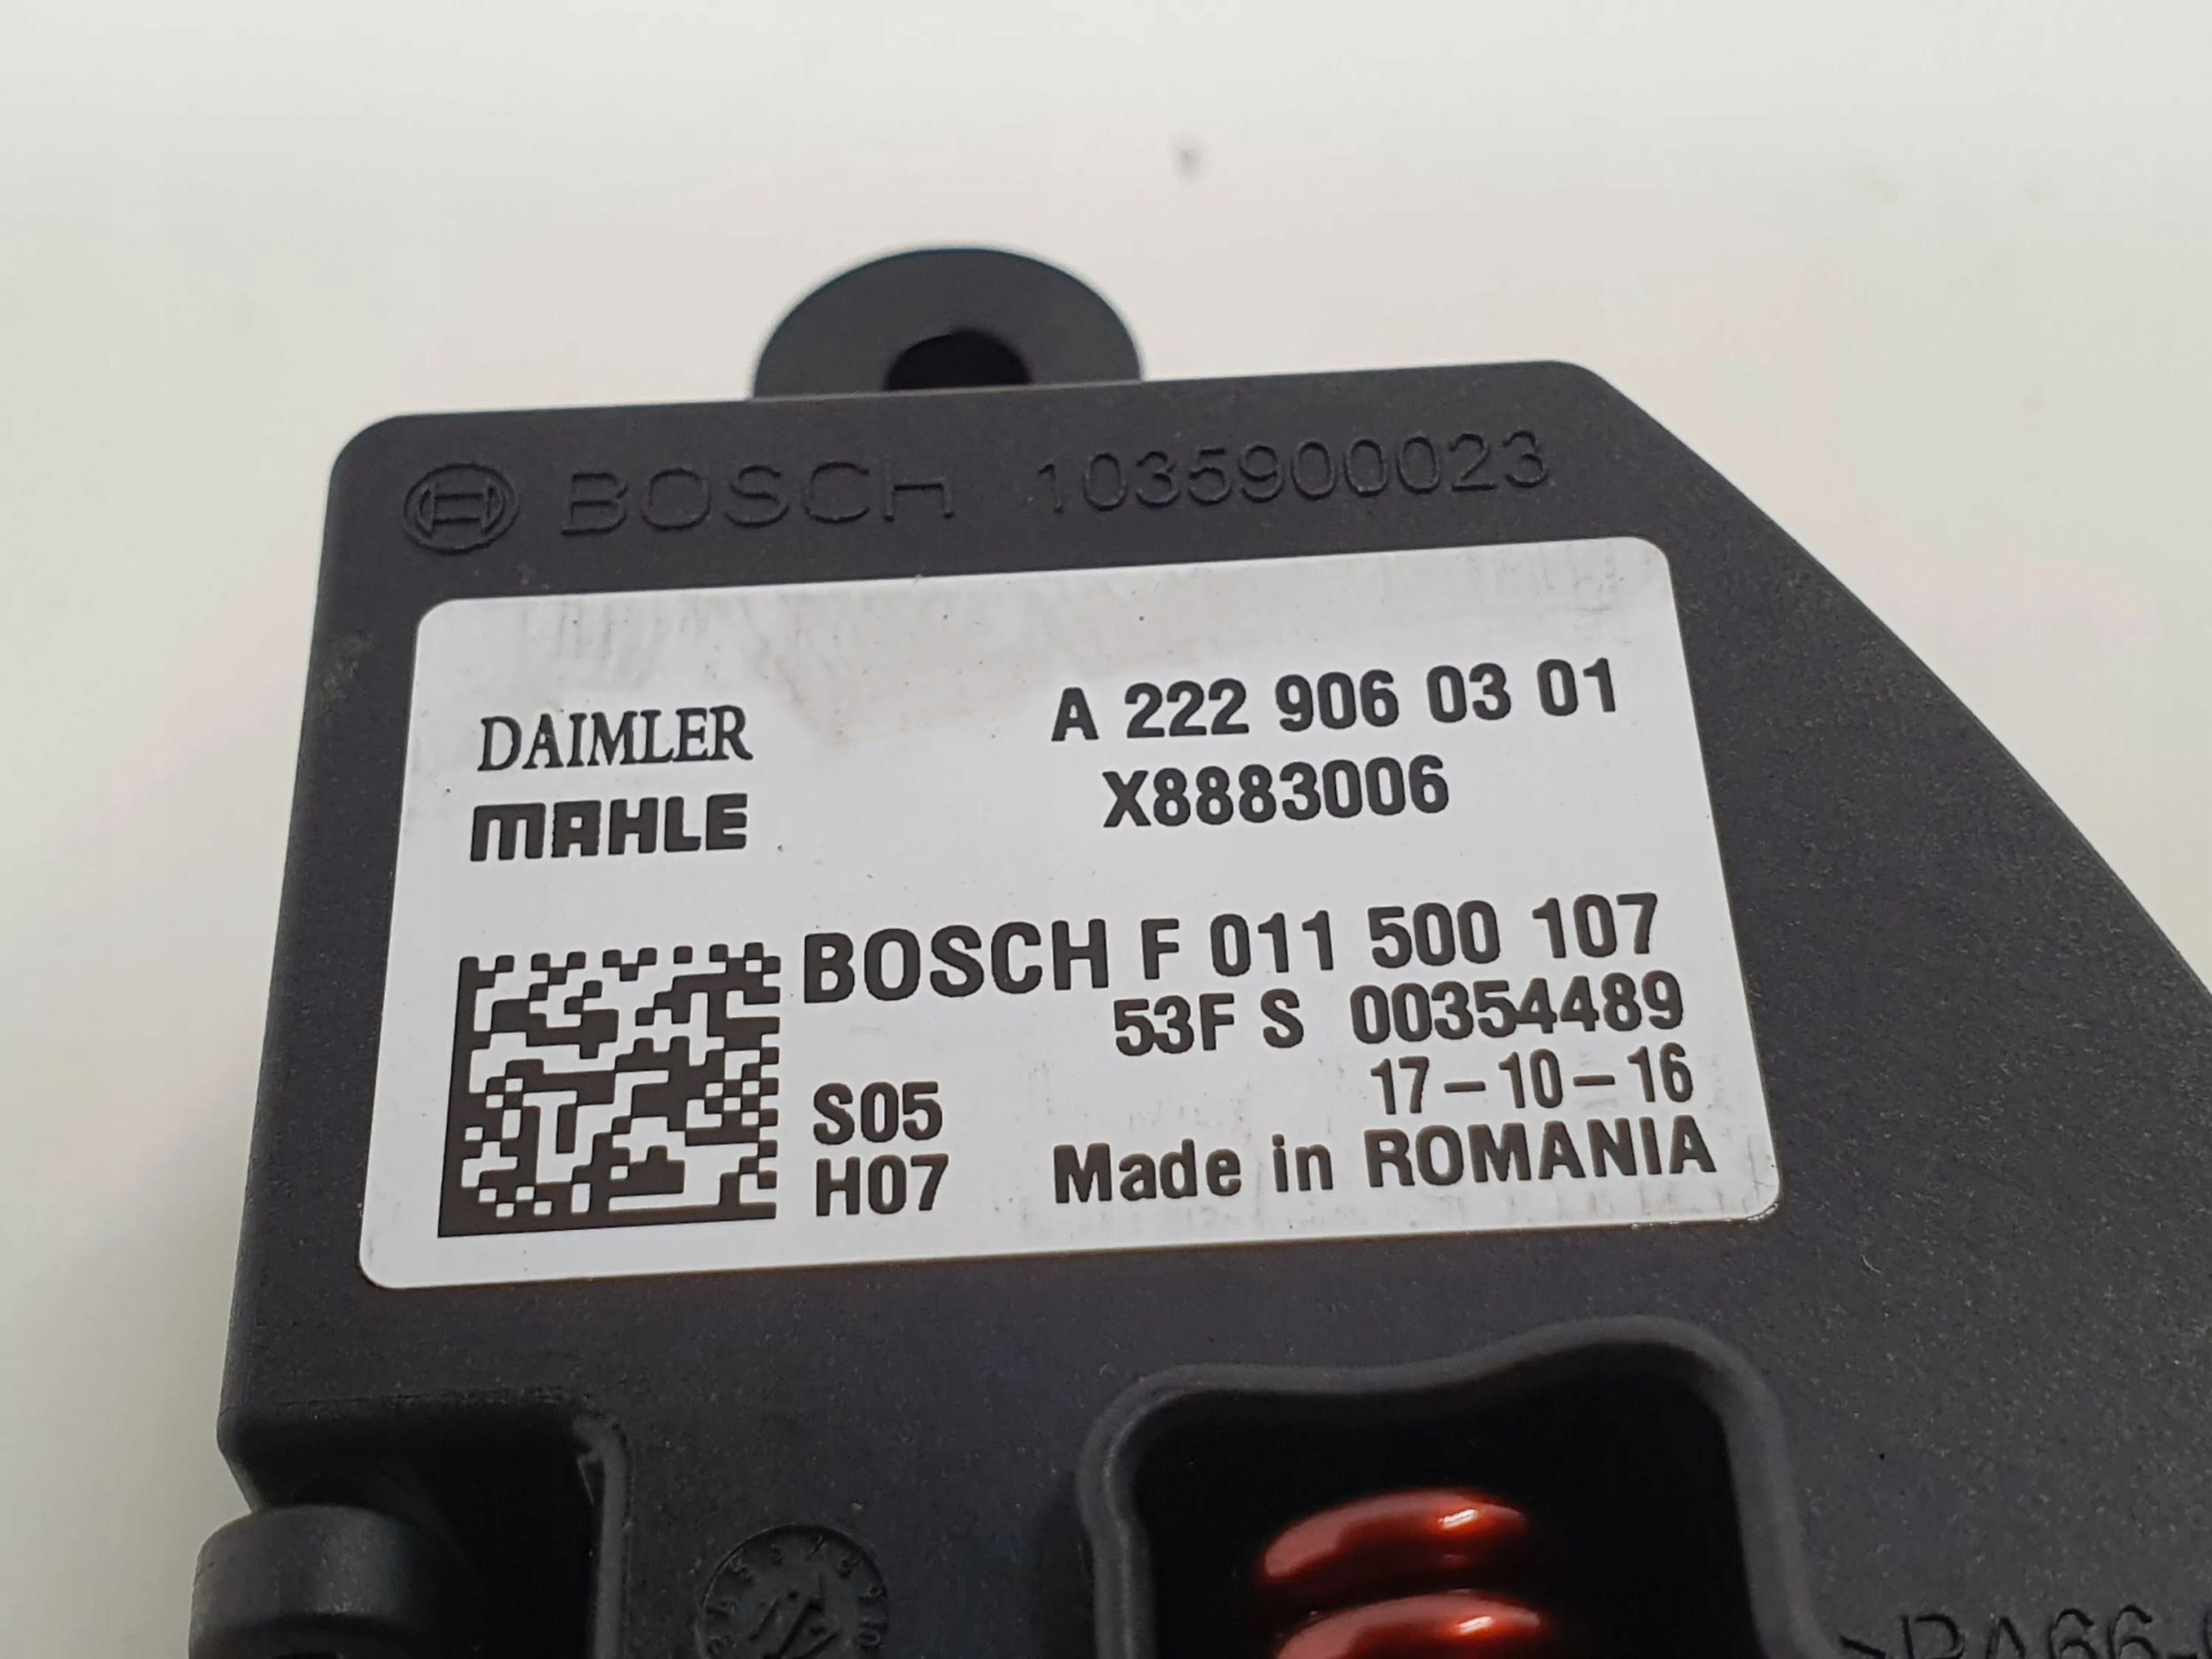 BOSCH 1035900023
DAIMLER
A 222 906 03 01
MAHLE
X8883006
BOSCH F 011 500 107
53F S 00354489
S05
17-10-16
H07
Made in ROMANIA
>PA66-